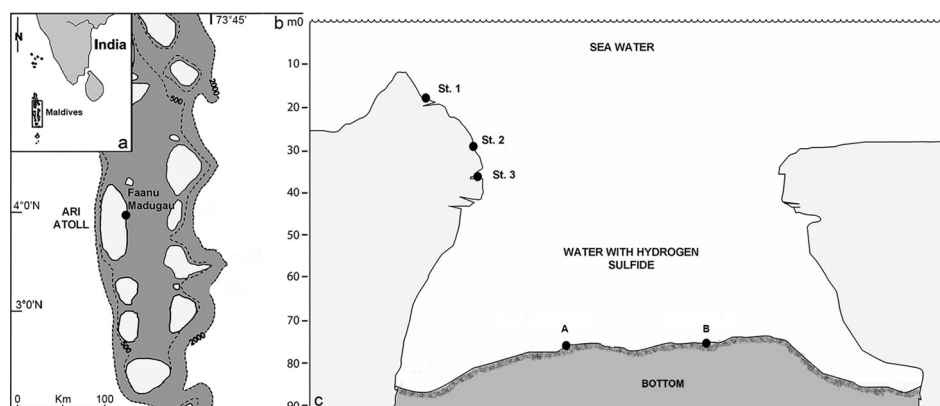 N
India
Maldives
a
73°45'
2000
500
Faanu
Madugau
4°0'N
ARI
ATOLL
3°0'N
2000
0 Km 100
b
m0
10
20
30
40
50
60
70
80
90
c
SEA WATER
St. 1
St. 2
St. 3
WATER WITH HYDROGEN
SULFIDE
A
B
BOTTOM